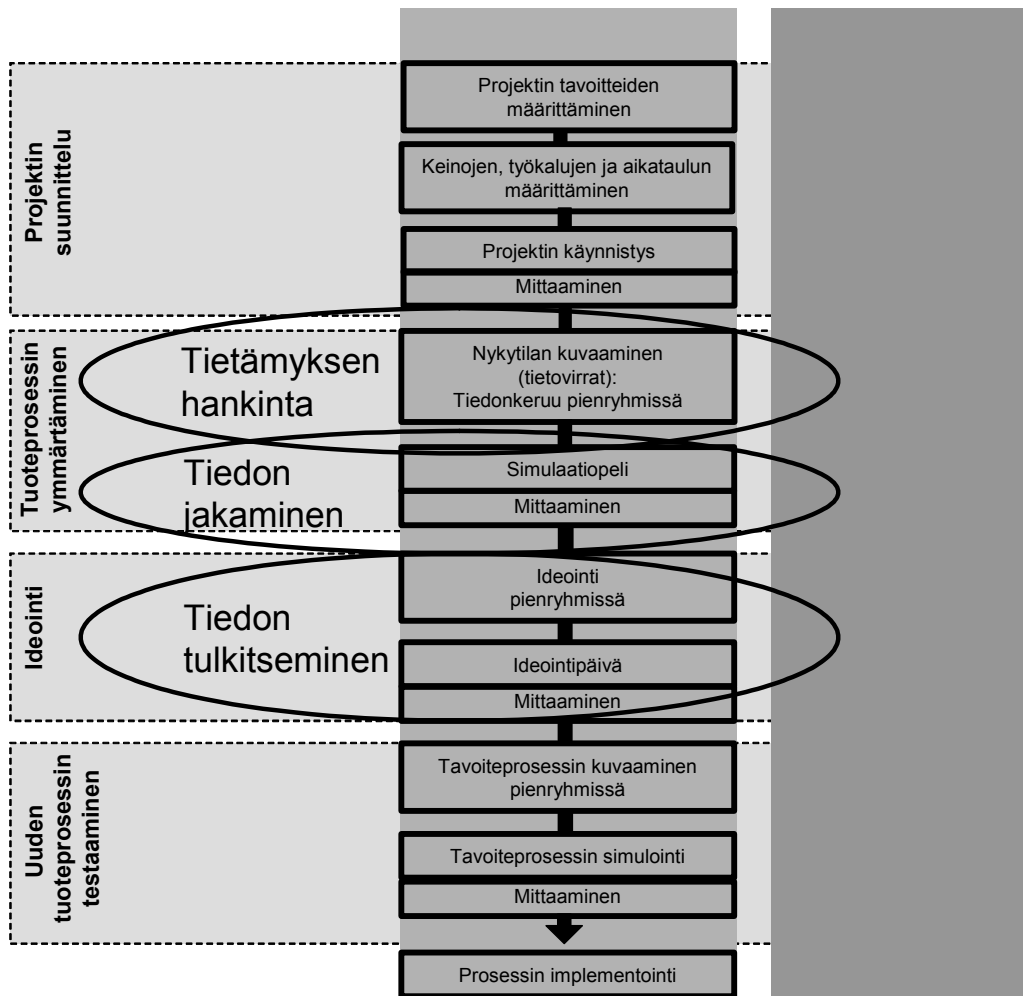 Projektin
suunnittelu
Projektin tavoitteiden
määrittäminen
Keinojen, työkalujen ja aikataulun
määrittäminen
Projektin käynnistys
Mittaaminen
Tuoteprosessin
ymmärtäminen
Tietämyksen
hankinta
Nykytilan kuvaaminen
(tietovirrat):
Tiedonkeruu pienryhmissä
Tiedon
jakaminen
Simulaatiopeli
Mittaaminen
Ideointi
Tiedon
tulkitseminen
Ideointi
pienryhmissä
Ideointipäivä
Mittaaminen
Uuden
tuoteprosessin
testaaminen
Tavoiteprosessin kuvaaminen
pienryhmissä
Tavoiteprosessin simulointi
Mittaaminen
Prosessin implementointi